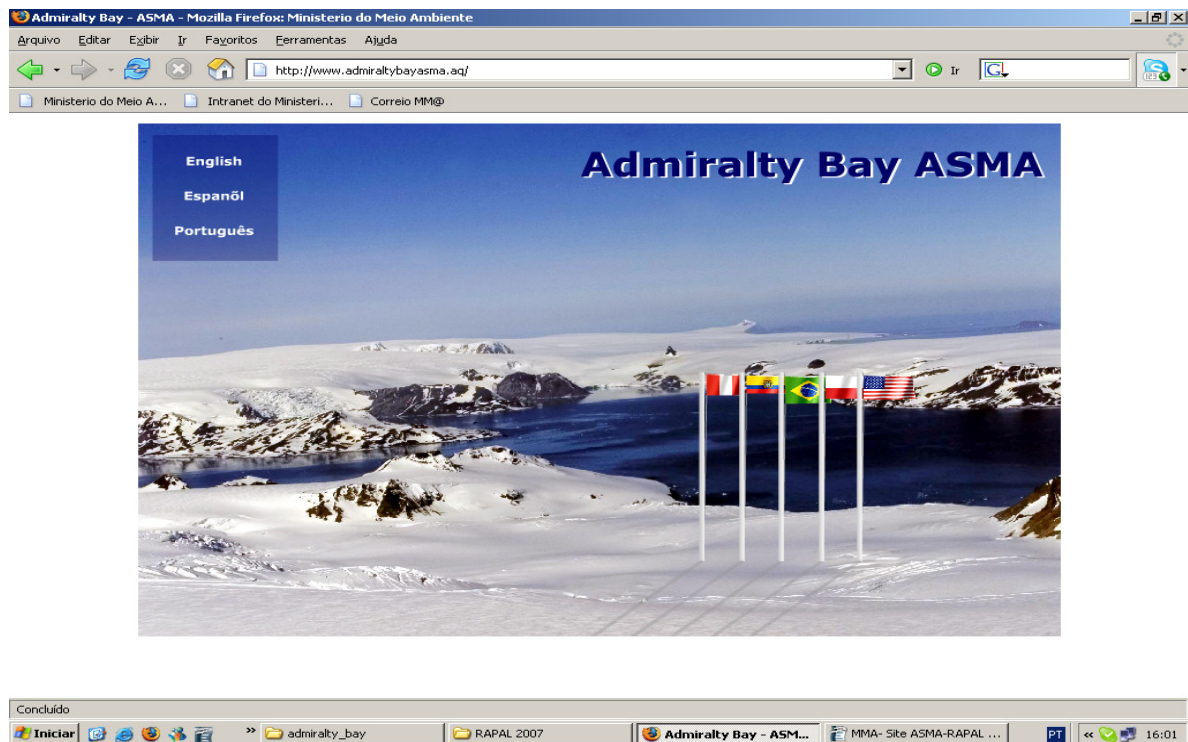 Admiralty Bay - ASMA - Mozilla Firefox: Ministerio do Meio Ambiente
Arquivo Editar Exibir Ir Favoritos Ferramentas Ajuda
http://www.admiraltybayasma.aq/ Ir G
Ministerio do Meio A... Intranet do Ministeri... Correio MM@
English
Admiralty Bay ASMA
Espanõl
Português
Concluído
Iniciar » admiralty_bay RAPAL 2007 Admiralty Bay - ASM... MMA- Site ASMA-RAPAL ... PT « 16:01